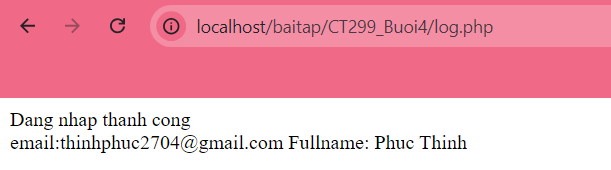 localhost/baitap/CT299_Buoi4/log.php
Dang nhap thanh cong
email:thinhphuc2704@gmail.com Fullname: Phuc Thinh